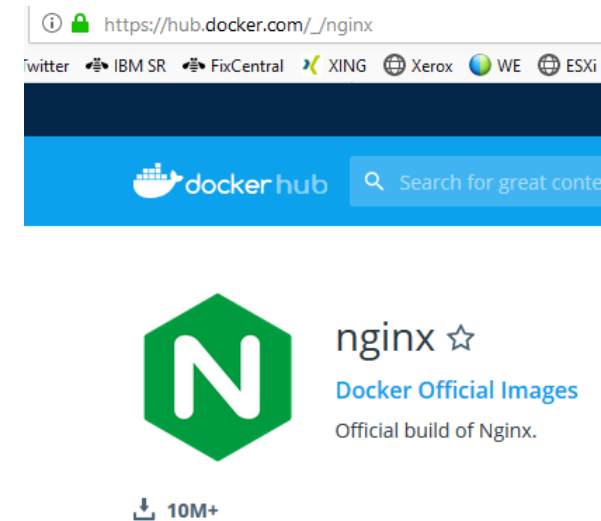 https://hub.docker.com/_/nginx
Twitter IBM SR FixCentral XING Xerox WE ESXi
docker hub Search for great conte
N
nginx
Docker Official Images
Official build of Nginx.
10M+